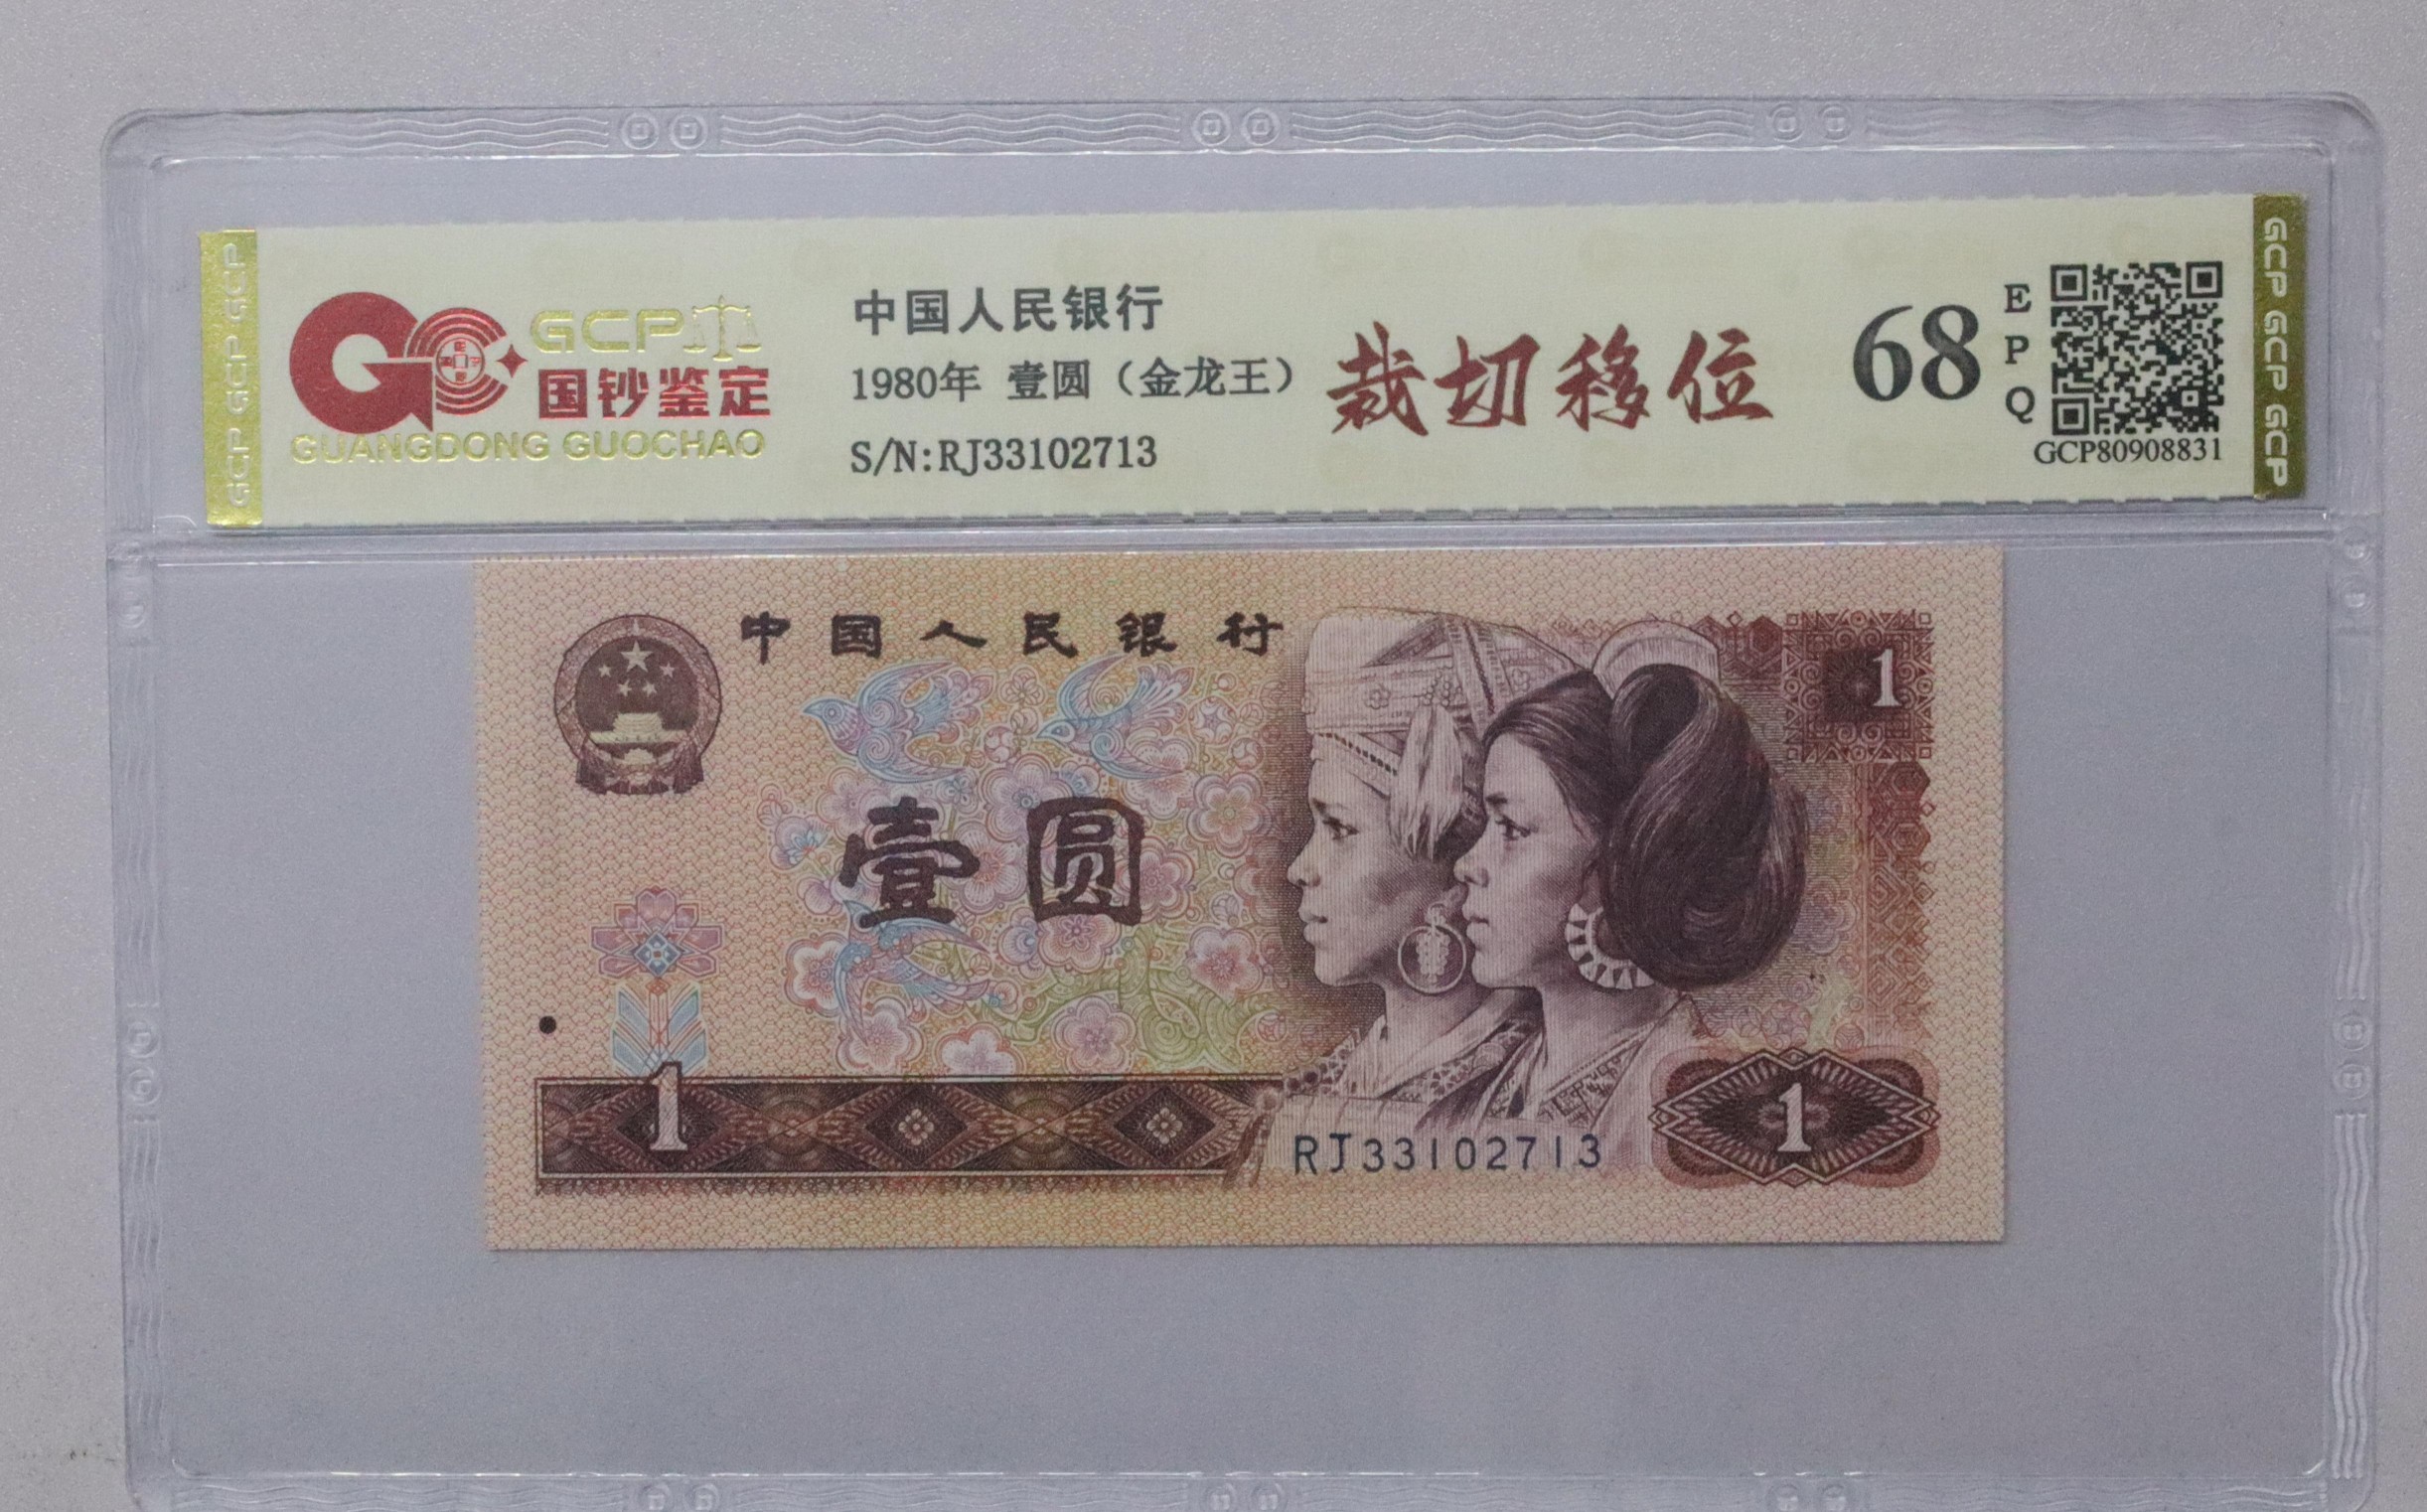 GCP GCP GCP
GCP
国钞鉴定
GUANGDONG GUOCHAO
中国人民银行
1980年 壹圆（金龙王）
S/N:RJ33102713
裁切移位
68
E
P
Q
GCP80908831
GCP GCP GCP
中国人民银行
1
壹圆
1
RJ33102713
1